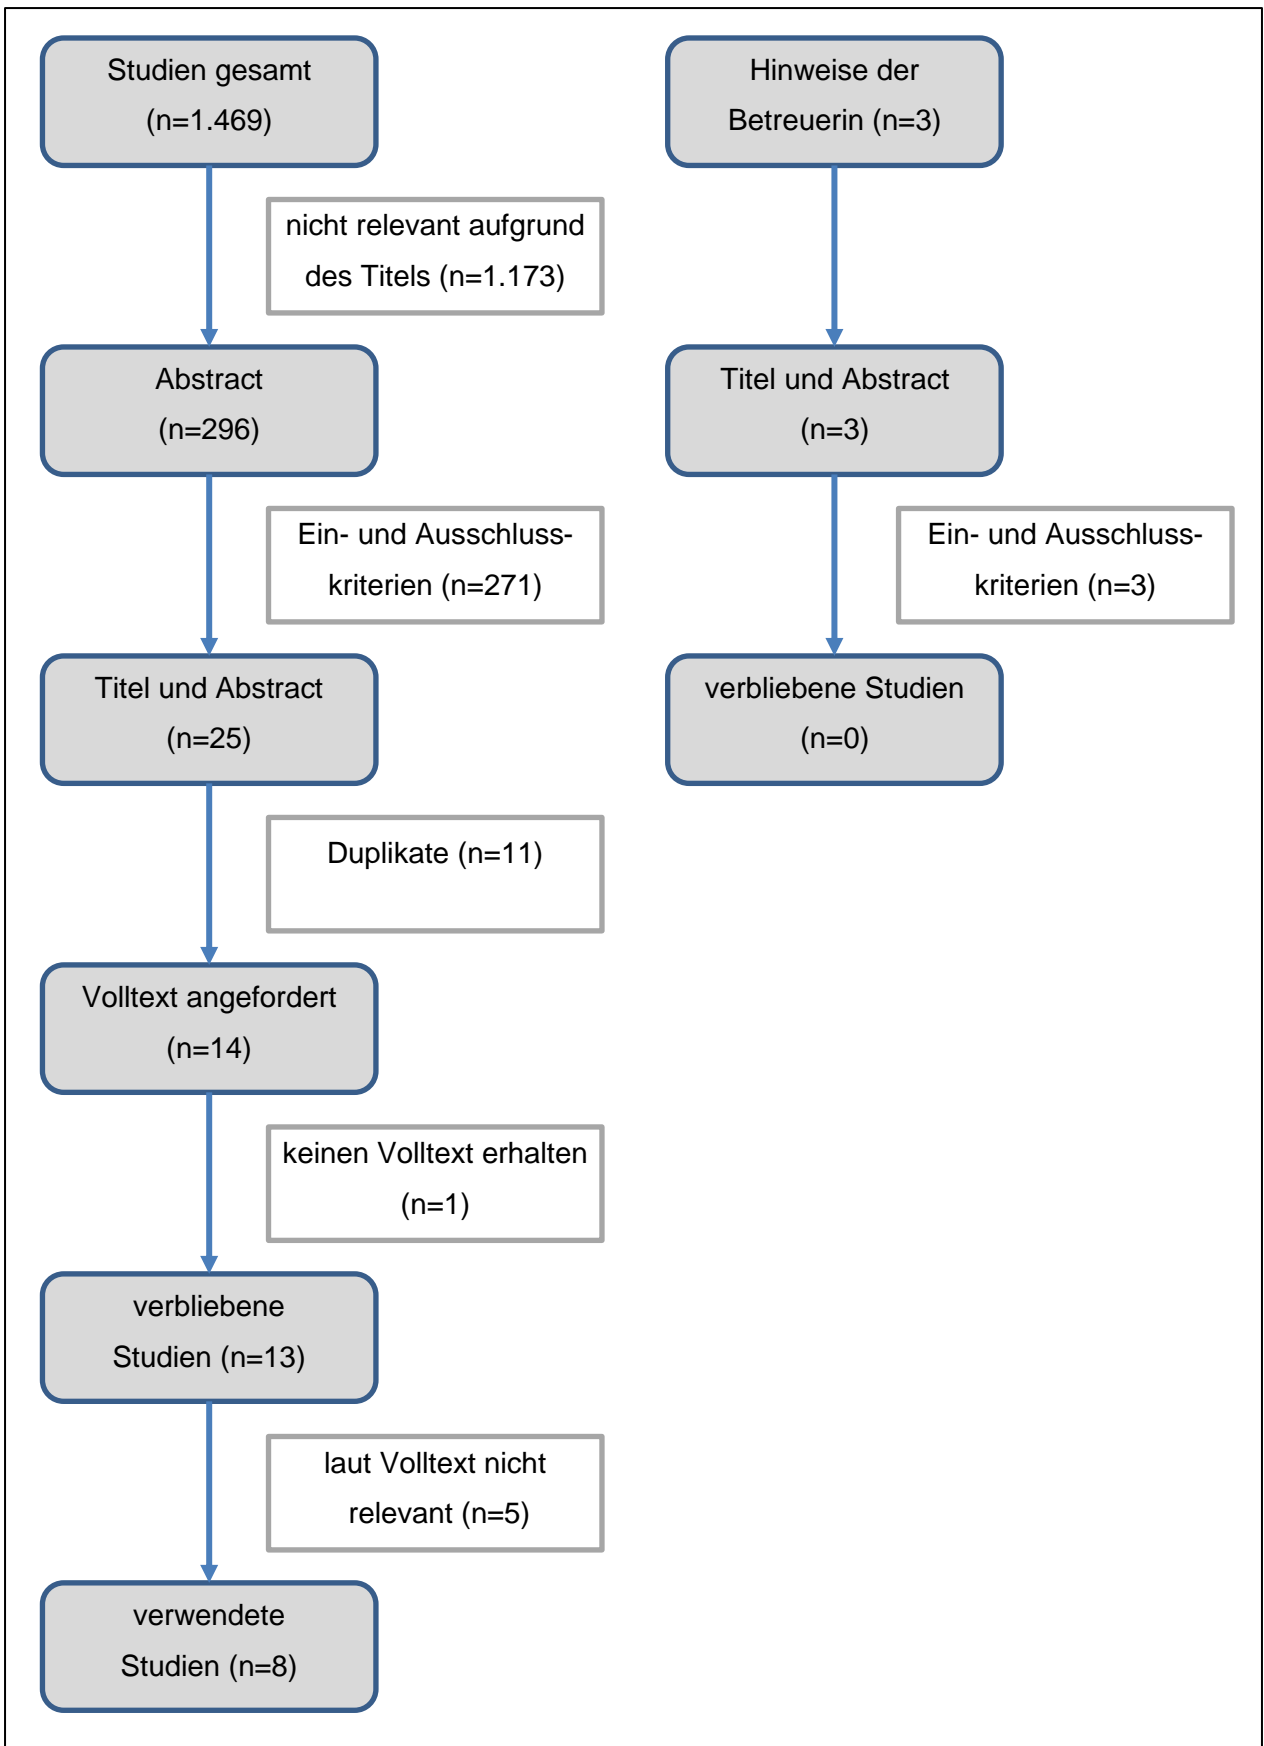 Studien gesamt
(n=1.469)
nicht relevant aufgrund
des Titels (n=1.173)
Abstract
(n=296)
Ein- und Ausschluss-
kriterien (n=271)
Titel und Abstract
(n=25)
Duplikate (n=11)
Volltext angefordert
(n=14)
keinen Volltext erhalten
(n=1)
verbliebene
Studien (n=13)
laut Volltext nicht
relevant (n=5)
verwendete
Studien (n=8)
Hinweise der
Betreuerin (n=3)
Titel und Abstract
(n=3)
Ein- und Ausschluss-
kriterien (n=3)
verbliebene Studien
(n=0)